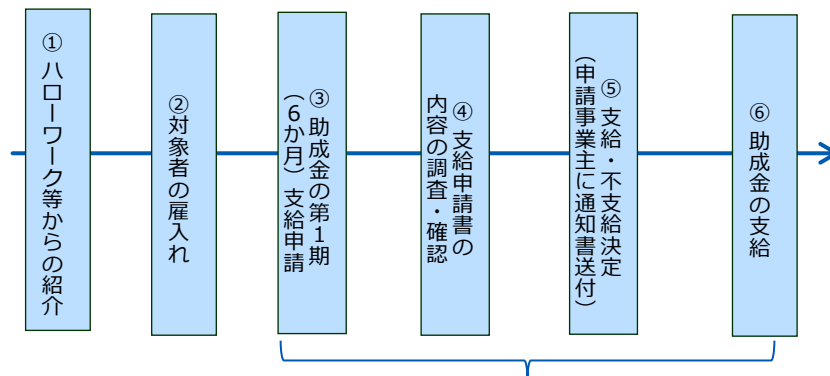 ①ハローワーク等からの紹介
②対象者の雇入れ
③助成金の第1期
（6か月）支給申請
④支給申請書の
内容の調査・確認
⑤支給・不支給決定
（申請事業主に通知書送付）
⑥助成金の支給